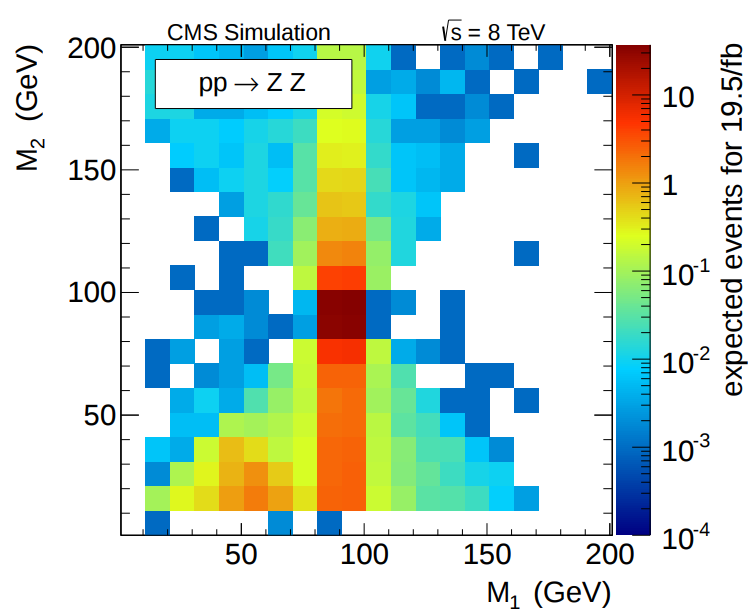 CMS Simulation √s = 8 TeV
pp → Z Z
M₂ (GeV)
200
150
100
50
50 100 150 200
M₁ (GeV)
10
1
10⁻¹
10⁻²
10⁻³
10⁻⁴
expected events for 19.5/fb